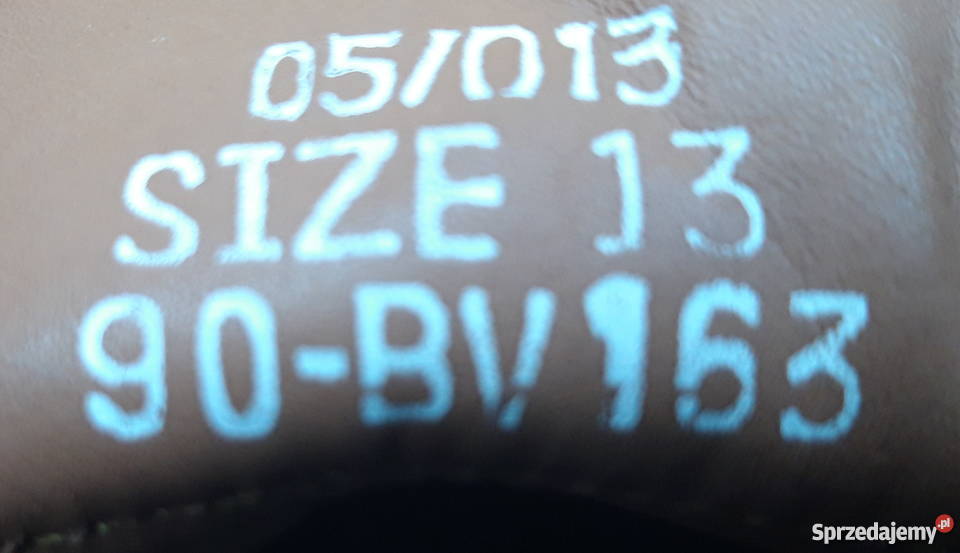 05/013
SIZE 13
90-BV163
Sprzedajemy.pl